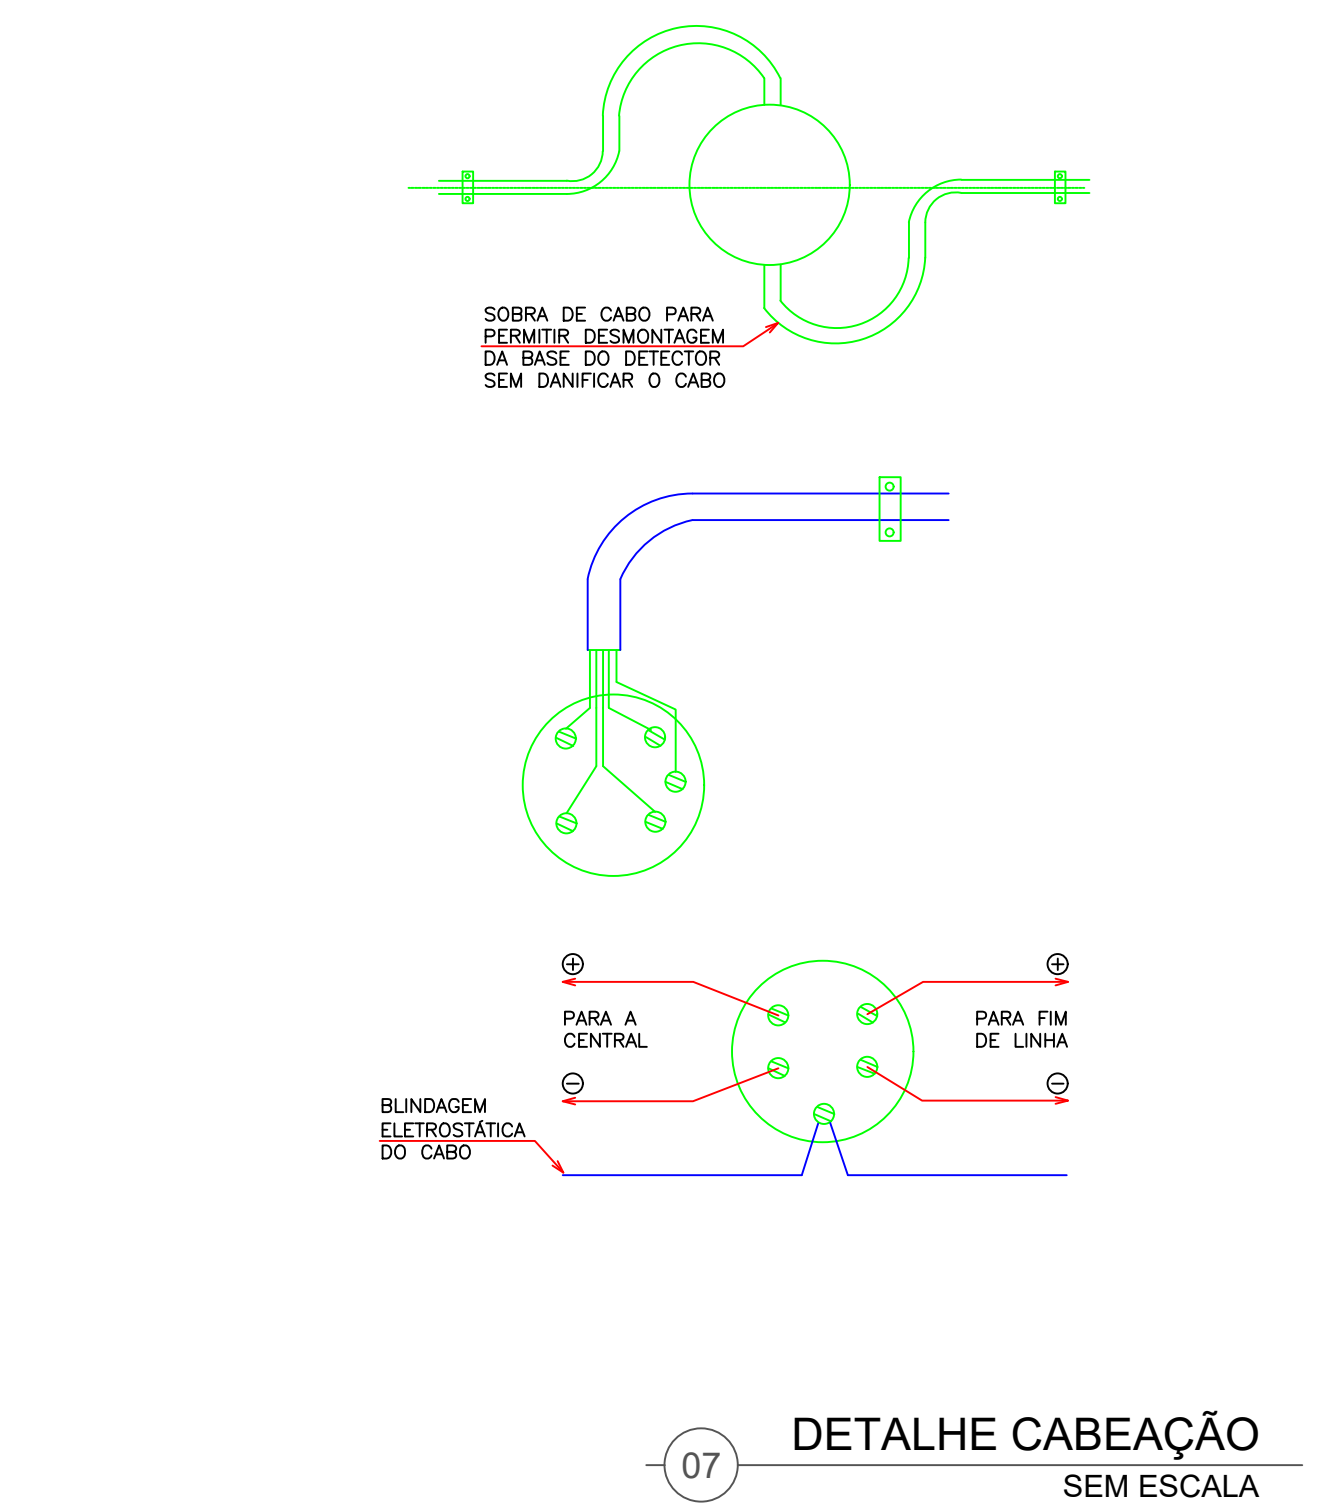 SOBRA DE CABO PARA
PERMITIR DESMONTAGEM
DA BASE DO DETECTOR
SEM DANIFICAR O CABO
+
+
PARA A
CENTRAL
PARA FIM
DE LINHA
−
−
BLINDAGEM
ELETROSTÁTICA
DO CABO
07
DETALHE CABEAÇÃO
SEM ESCALA